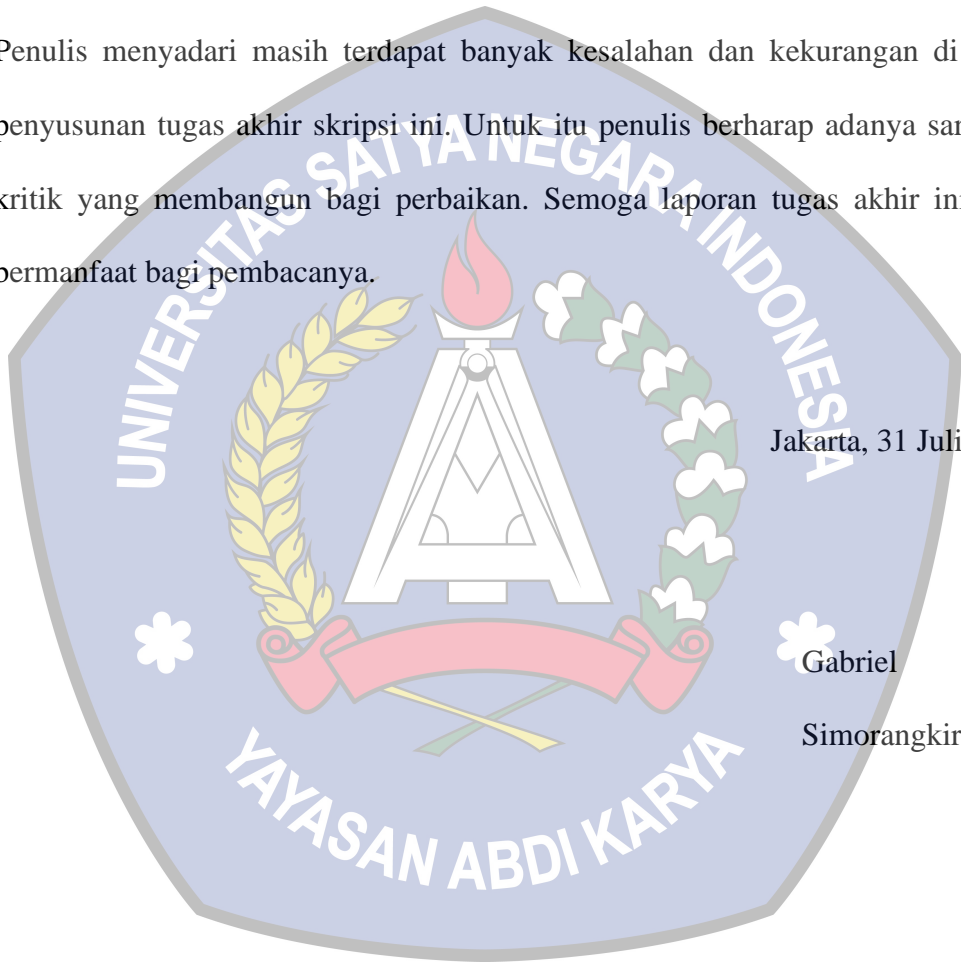 Penulis menyadari masih terdapat banyak kesalahan dan kekurangan di
penyusunan tugas akhir skripsi ini. Untuk itu penulis berharap adanya sar
kritik yang membangun bagi perbaikan. Semoga laporan tugas akhir ini
bermanfaat bagi pembacanya.
UNIVERSITAS SATYA NEGARA INDONESIA
Jakarta, 31 Juli
Gabriel
Simorangkir
YAYASAN ABDI KARYA